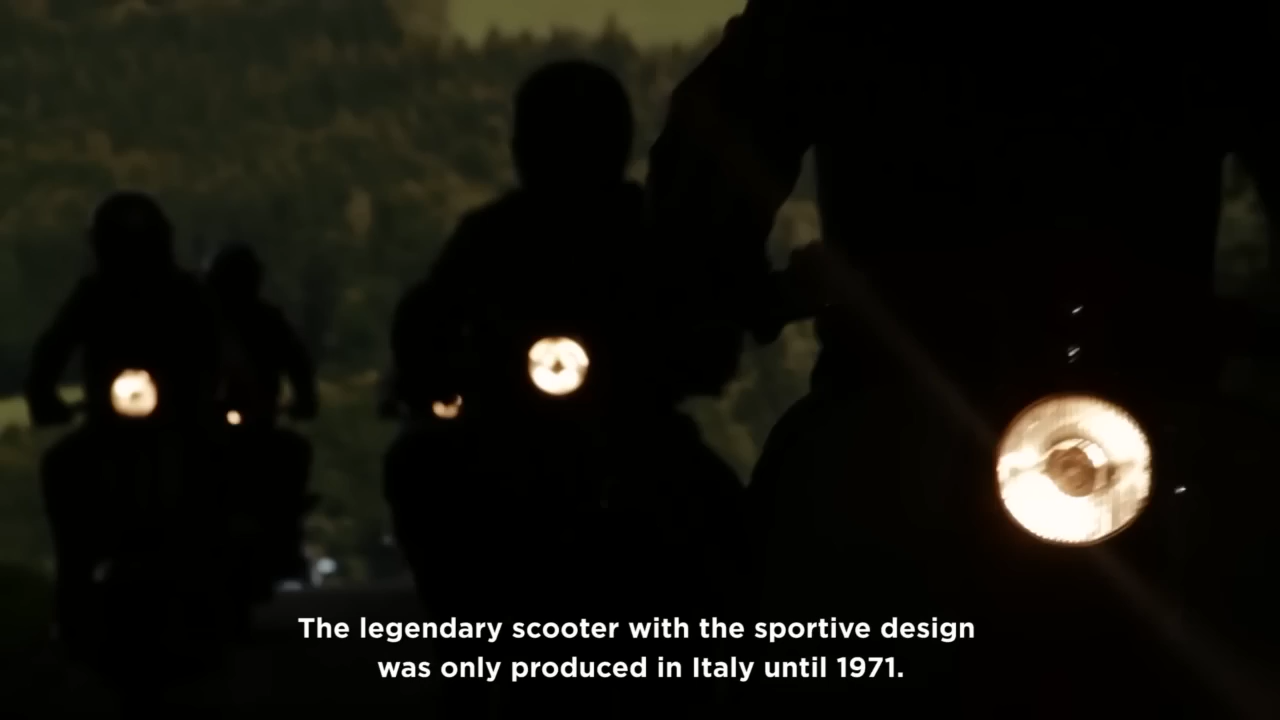 The legendary scooter with the sportive design
was only produced in Italy until 1971.